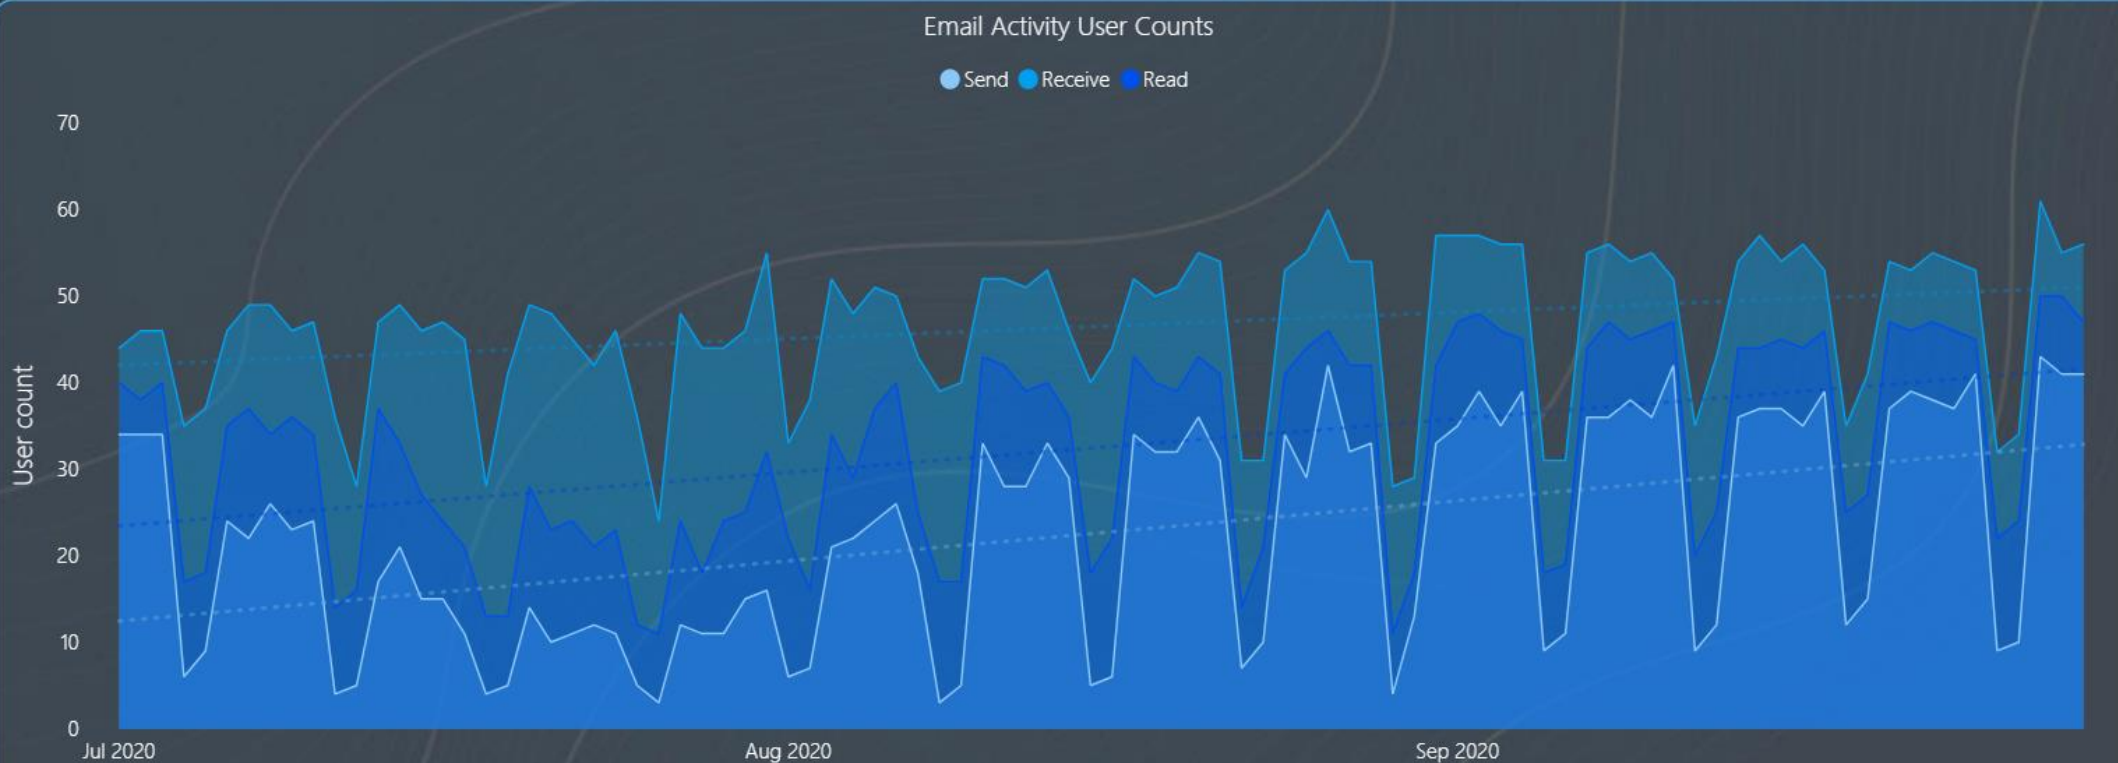 Email Activity User Counts
Send Receive Read
70
60
50
40
30
20
10
0
User count
Jul 2020 Aug 2020 Sep 2020